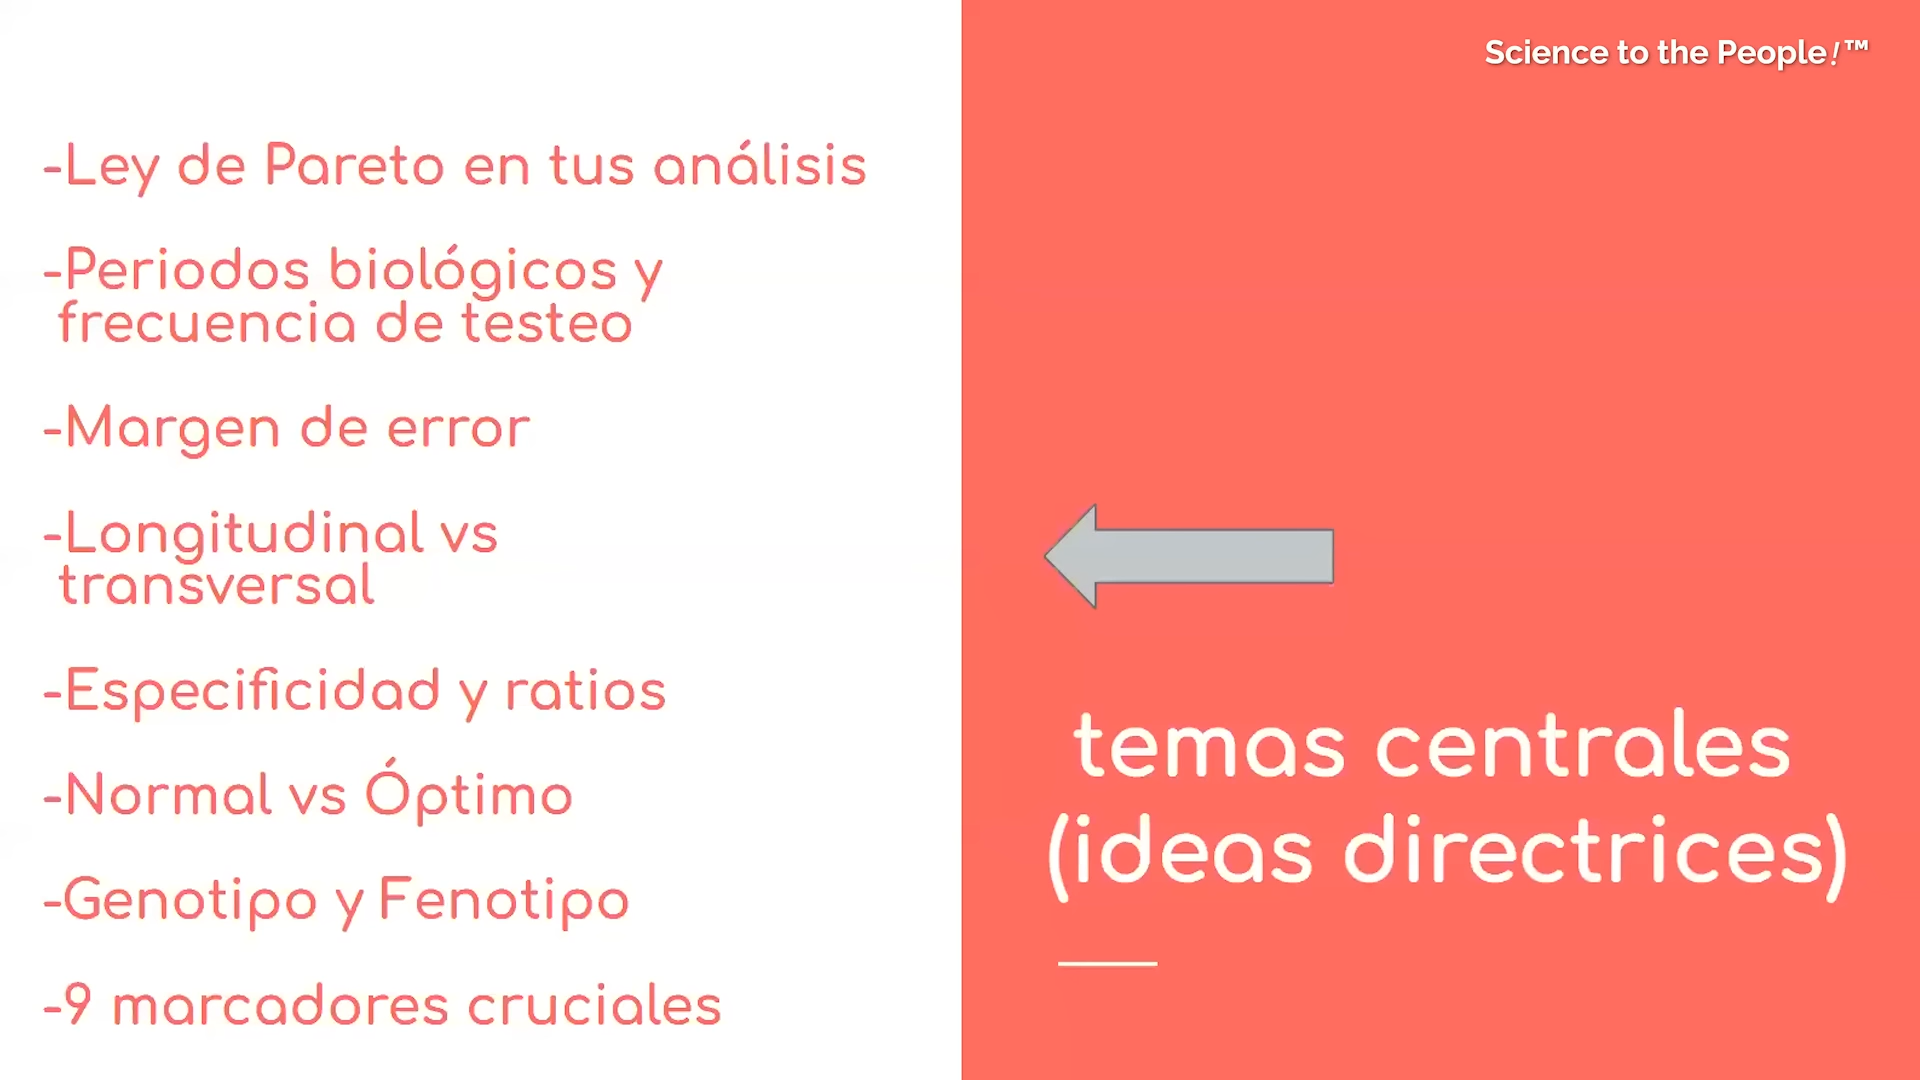 Science to the People!™
-Ley de Pareto en tus análisis
-Periodos biológicos y
frecuencia de testeo
-Margen de error
-Longitudinal vs
transversal
-Especificidad y ratios
-Normal vs Óptimo
-Genotipo y Fenotipo
-9 marcadores cruciales
temas centrales
(ideas directrices)